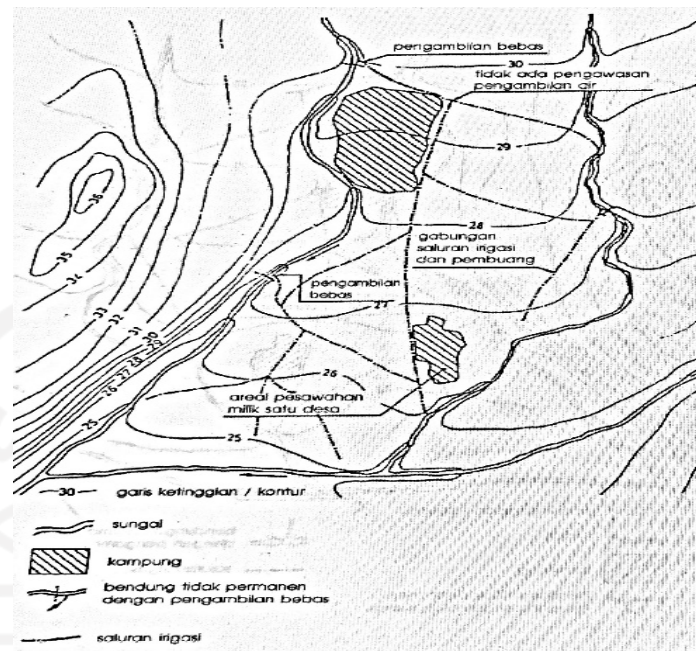 pengambilan bebas
30
tidak ada pengawasan
pengambilan air
29
28
36
35
34
33
32
31
30
29
28
27
26
25
gabungan
saluran irigasi
dan pembuang
pengambilan
bebas
27
26
areal pesawahan
milik satu desa
25
—30— garis ketinggian / kontur
sungai
kampung
bendung tidak permanen
dengan pengambilan bebas
saluran irigasi